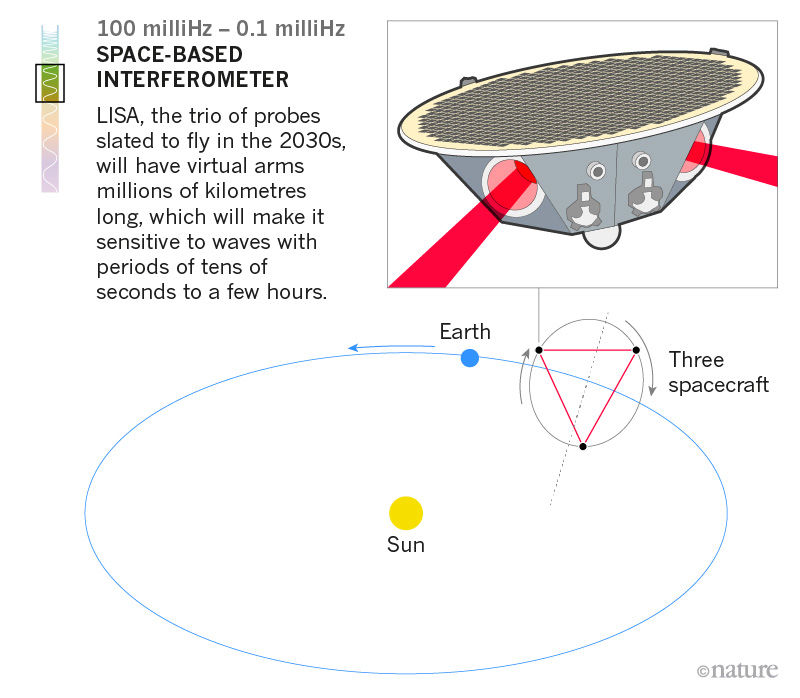 100 milliHz – 0.1 milliHz
SPACE-BASED
INTERFEROMETER
LISA, the trio of probes
slated to fly in the 2030s,
will have virtual arms
millions of kilometres
long, which will make it
sensitive to waves with
periods of tens of
seconds to a few hours.
Earth
Three
spacecraft
Sun
©nature